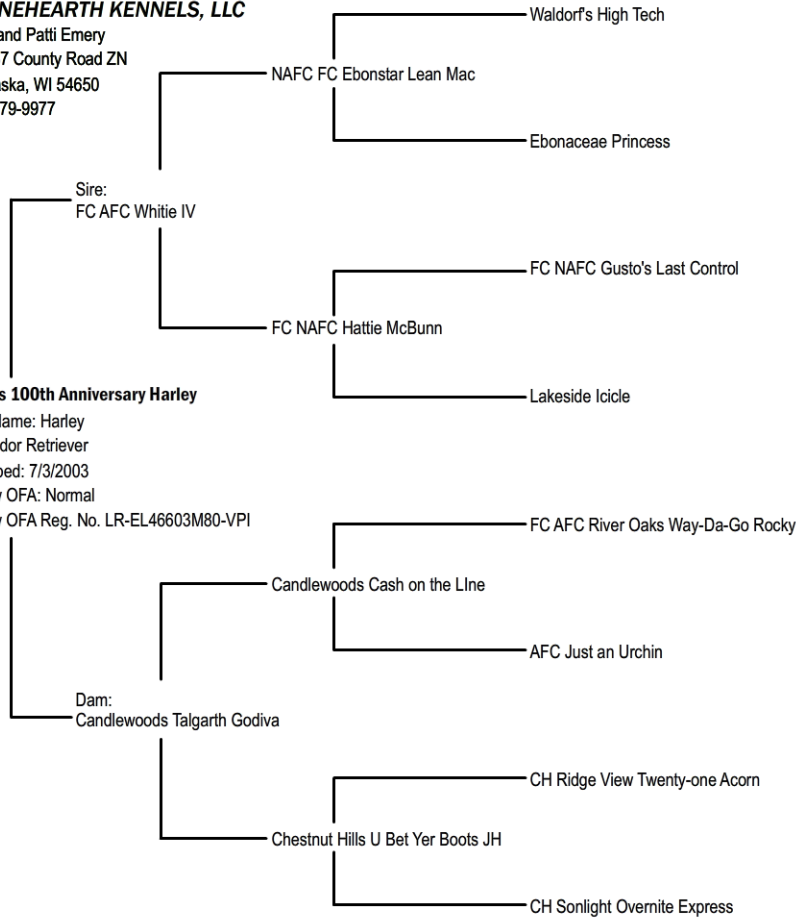 NEHEARTH KENNELS, LLC
and Patti Emery
7 County Road ZN
ska, WI 54650
79-9977
Waldorf's High Tech
NAFC FC Ebonstar Lean Mac
Ebonaceae Princess
Sire:
FC AFC Whitie IV
FC NAFC Gusto's Last Control
FC NAFC Hattie McBunn
Lakeside Icicle
s 100th Anniversary Harley
ame: Harley
dor Retriever
ped: 7/3/2003
OFA: Normal
OFA Reg. No. LR-EL46603M80-VPI
FC AFC River Oaks Way-Da-Go Rocky
Candlewoods Cash on the LIne
AFC Just an Urchin
Dam:
Candlewoods Talgarth Godiva
CH Ridge View Twenty-one Acorn
Chestnut Hills U Bet Yer Boots JH
CH Sonlight Overnite Express